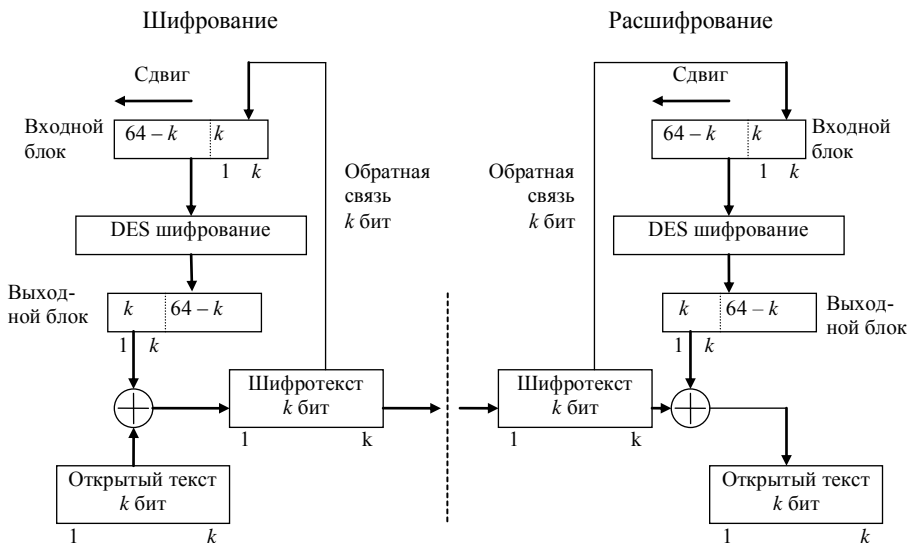 Шифрование
Сдвиг
Входной
блок
64 – k k
1 k
DES шифрование
Обратная
связь
k бит
Выход-
ной блок
k 64 – k
1 k
Шифротекст
k бит
1 k
Открытый текст
k бит
1 k
Расшифрование
Сдвиг
64 – k k
Входной
блок
1 k
Обратная
связь
k бит
DES шифрование
k 64 – k
Выход-
ной блок
1 k
Шифротекст
k бит
1 k
Открытый текст
k бит
1 k